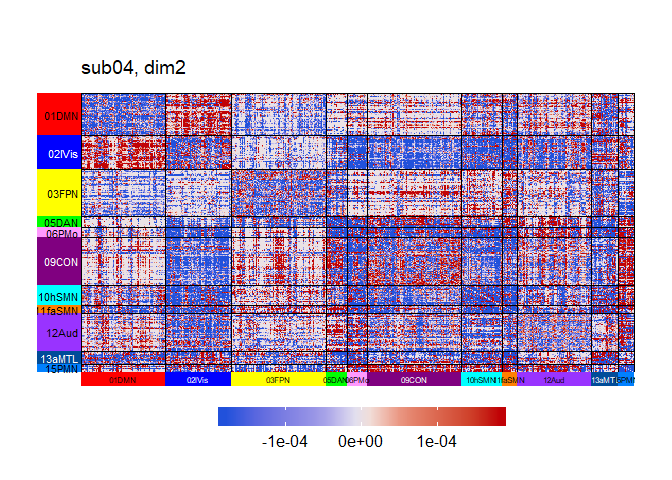 sub04, dim2
01DMN
02lVis
03FPN
05DAN
06PMo
09CON
10hSMN
1faSMN
12Aud
13aMTL
15PMN
01DMN 02lVis 03FPN 05DAN 06PMo 09CON 10hSMN 12Aud
-1e-04 0e+00 1e-04